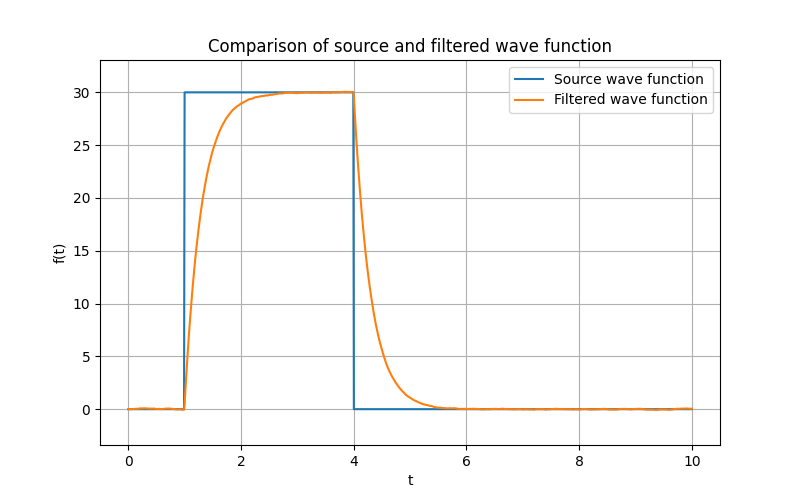 Comparison of source and filtered wave function
Source wave function
Filtered wave function
f(t)
30
25
20
15
10
5
0
0 2 4 6 8 10
t